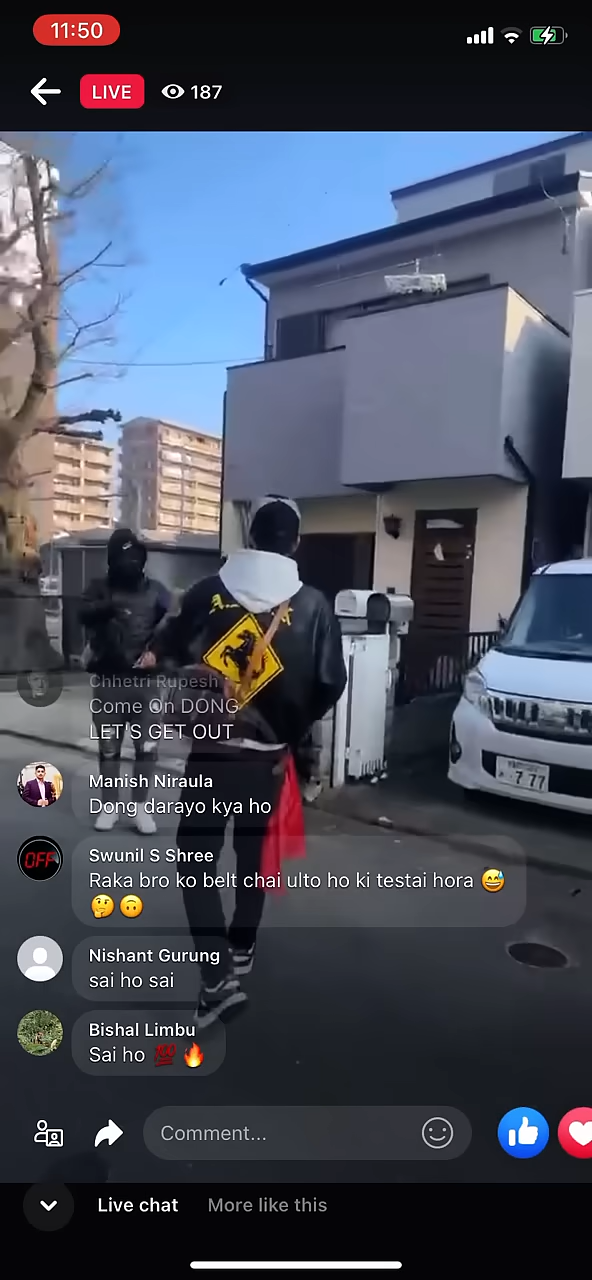 11:50
LIVE
187
Chhetri Rupesh
Come On DONG
LET'S GET OUT
Manish Niraula
Dong darayo kya ho
OFF
Swunil S Shree
Raka bro ko belt chai ulto ho ki testai hora 😅
🤔🙃
Nishant Gurung
sai ho sai
Bishal Limbu
Sai ho 💯🔥
Comment...
Live chat
More like this
777